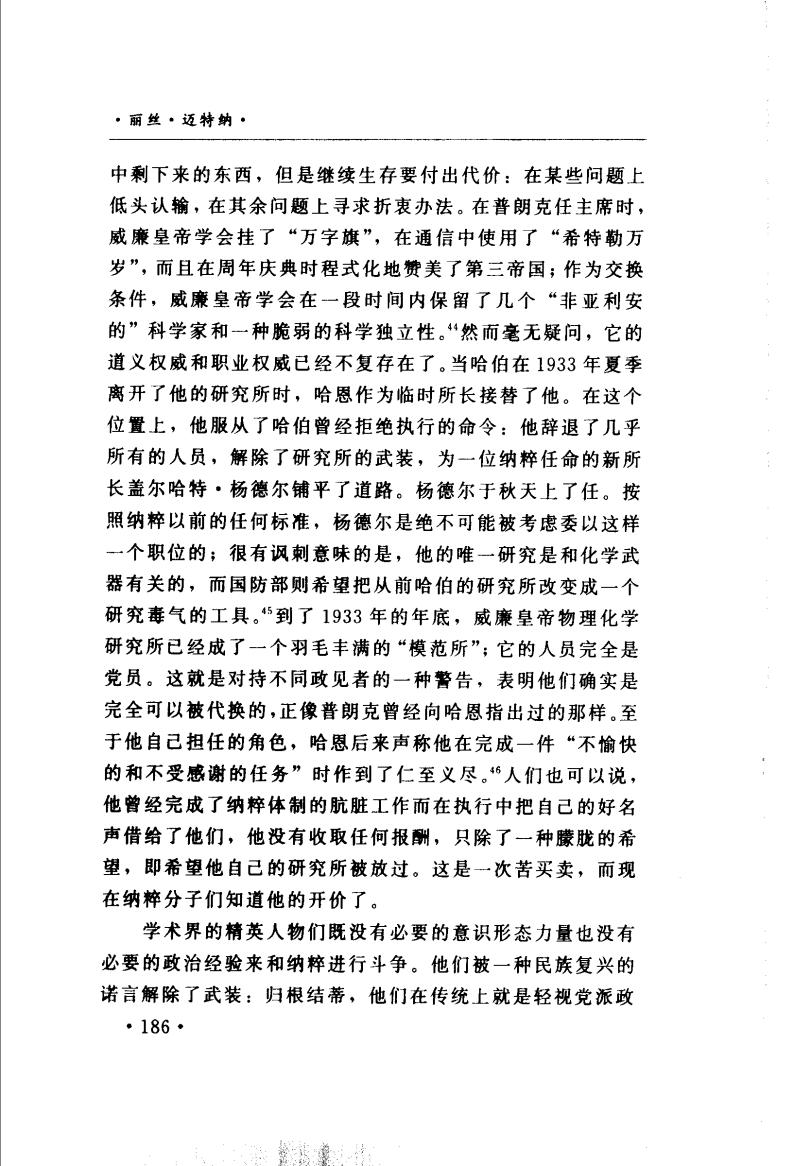 ·丽丝·迈特纳·
中剩下来的东西，但是继续生存要付出代价：在某些问题上
低头认输，在其余问题上寻求折衷办法。在普朗克任主席时，
威廉皇帝学会挂了“万字旗”，在通信中使用了“希特勒万
岁”，而且在周年庆典时程式化地赞美了第三帝国；作为交换
条件，威廉皇帝学会在一段时间内保留了几个“非亚利安
的”科学家和一种脆弱的科学独立性。⁴⁴然而毫无疑问，它的
道义权威和职业权威已经不复存在了。当哈伯在 1933 年夏季
离开了他的研究所时，哈恩作为临时所长接替了他。在这个
位置上，他服从了哈伯曾经拒绝执行的命令：他辞退了几乎
所有的人员，解除了研究所的武装，为一位纳粹任命的新所
长盖尔哈特·杨德尔铺平了道路。杨德尔于秋天上了任。按
照纳粹以前的任何标准，杨德尔是绝不可能被考虑委以这样
一个职位的；很有讽刺意味的是，他的唯一研究是和化学武
器有关的，而国防部则希望把从前哈伯的研究所改变成一个
研究毒气的工具。⁴⁵到了 1933 年的年底，威廉皇帝物理化学
研究所已经成了一个羽毛丰满的“模范所”；它的人员完全是
党员。这就是对持不同政见者的一种警告，表明他们确实是
完全可以被代换的，正像普朗克曾经向哈恩指出过的那样。至
于他自己担任的角色，哈恩后来声称他在完成一件“不愉快
的和不受感谢的任务”时作到了仁至义尽。⁴⁶人们也可以说，
他曾经完成了纳粹体制的肮脏工作而在执行中把自己的好名
声借给了他们，他没有收取任何报酬，只除了一种朦胧的希
望，即希望他自己的研究所被放过。这是一次苦买卖，而现
在纳粹分子们知道他的开价了。
学术界的精英人物们既没有必要的意识形态力量也没有
必要的政治经验来和纳粹进行斗争。他们被一种民族复兴的
诺言解除了武装：归根结蒂，他们在传统上就是轻视党派政
·186·